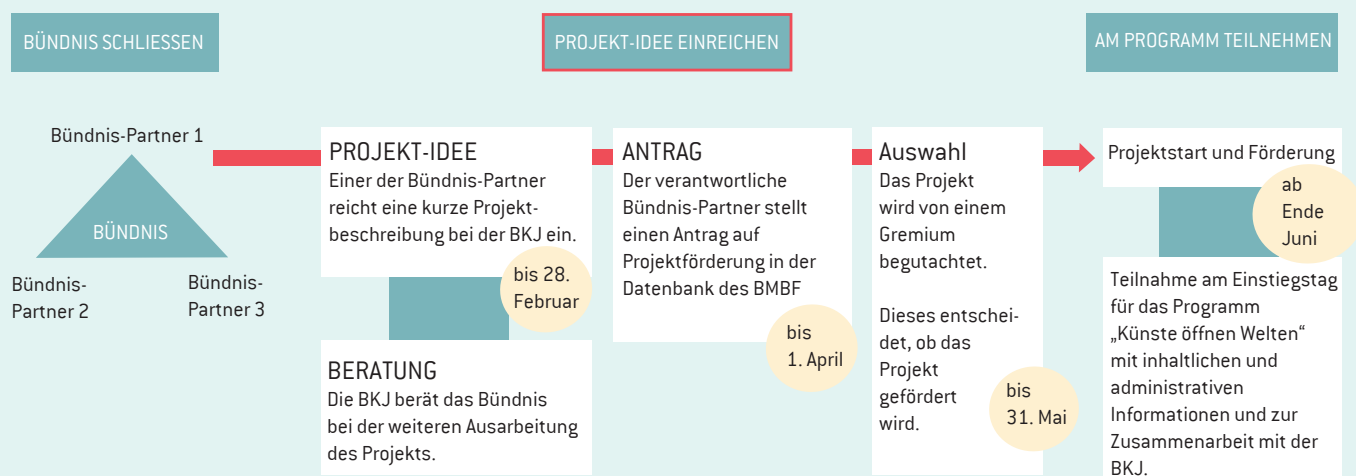 BÜNDNIS SCHLIESSEN
PROJEKT-IDEE EINREICHEN
AM PROGRAMM TEILNEHMEN
Bündnis-Partner 1
BÜNDNIS
Bündnis-
Partner 2
Bündnis-
Partner 3
PROJEKT-IDEE
Einer der Bündnis-Partner
reicht eine kurze Projekt-
beschreibung bei der BKJ ein.
bis 28.
Februar
BERATUNG
Die BKJ berät das Bündnis
bei der weiteren Ausarbeitung
des Projekts.
ANTRAG
Der verantwortliche
Bündnis-Partner stellt
einen Antrag auf
Projektförderung in der
Datenbank des BMBF
bis
1. April
Auswahl
Das Projekt
wird von einem
Gremium
begutachtet.
Dieses entschei-
det, ob das
Projekt
gefördert
wird.
bis
31. Mai
Projektstart und Förderung
ab
Ende
Juni
Teilnahme am Einstiegstag
für das Programm
„Künste öffnen Welten“
mit inhaltlichen und
administrativen
Informationen und zur
Zusammenarbeit mit der
BKJ.